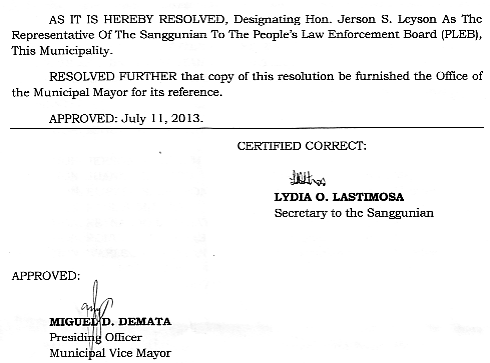 AS IT IS HEREBY RESOLVED, Designating Hon. Jerson S. Leyson As The
Representative Of The Sanggunian To The People's Law Enforcement Board (PLEB),
This Municipality.
RESOLVED FURTHER that copy of this resolution be furnished the Office of
the Municipal Mayor for its reference.
APPROVED: July 11, 2013.
CERTIFIED CORRECT:
LYDIA O. LASTIMOSA
Secretary to the Sanggunian
APPROVED:
MIGUEL D. DEMATA
Presiding Officer
Municipal Vice Mayor